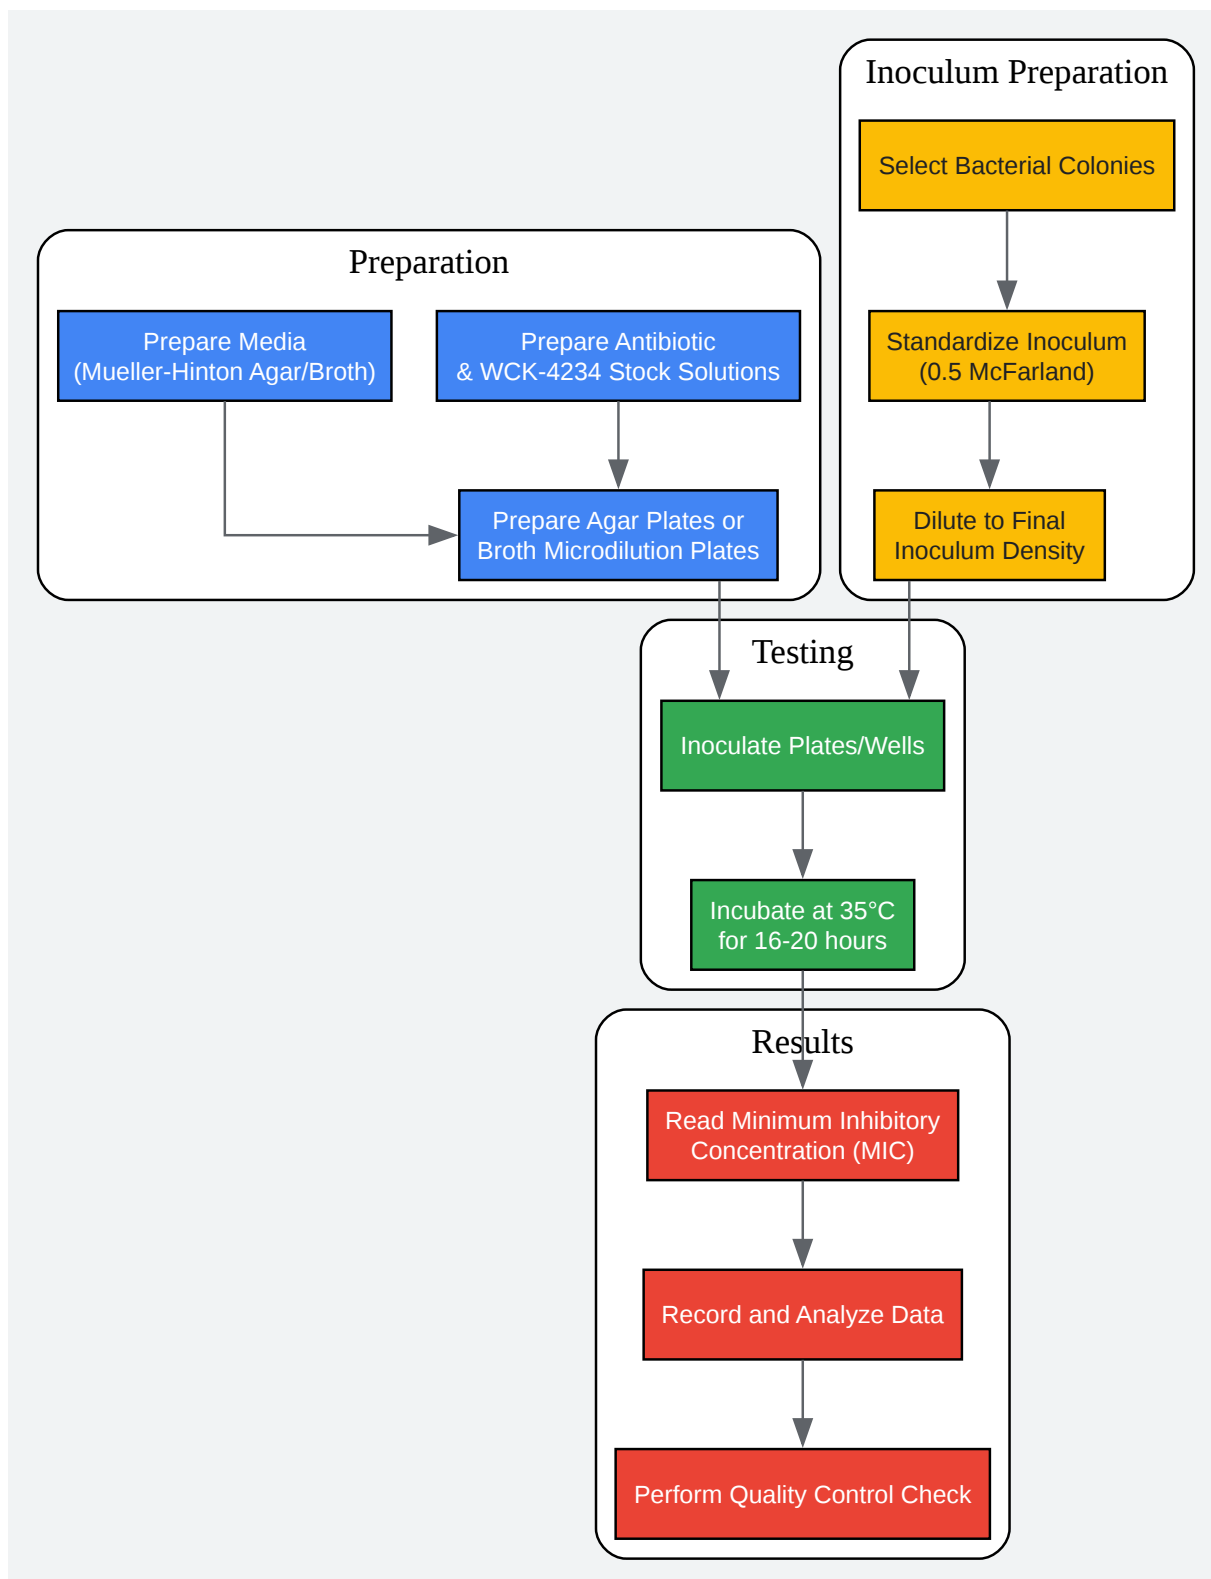 Inoculum Preparation
Select Bacterial Colonies
Standardize Inoculum
(0.5 McFarland)
Dilute to Final
Inoculum Density
Preparation
Prepare Media
(Mueller-Hinton Agar/Broth)
Prepare Antibiotic
& WCK-4234 Stock Solutions
Prepare Agar Plates or
Broth Microdilution Plates
Testing
Inoculate Plates/Wells
Incubate at 35°C
for 16-20 hours
Results
Read Minimum Inhibitory
Concentration (MIC)
Record and Analyze Data
Perform Quality Control Check